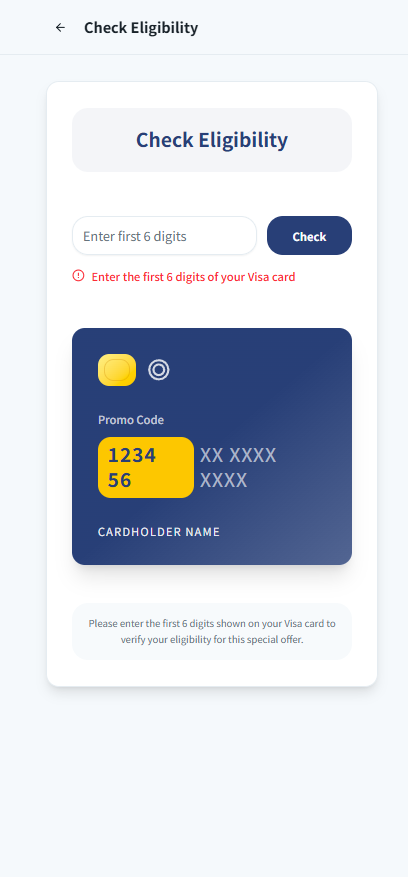 Check Eligibility
Check Eligibility
Enter first 6 digits
Check
Enter the first 6 digits of your Visa card
Promo Code
1234
56
XX XXXX
XXXX
CARDHOLDER NAME
Please enter the first 6 digits shown on your Visa card to
verify your eligibility for this special offer.